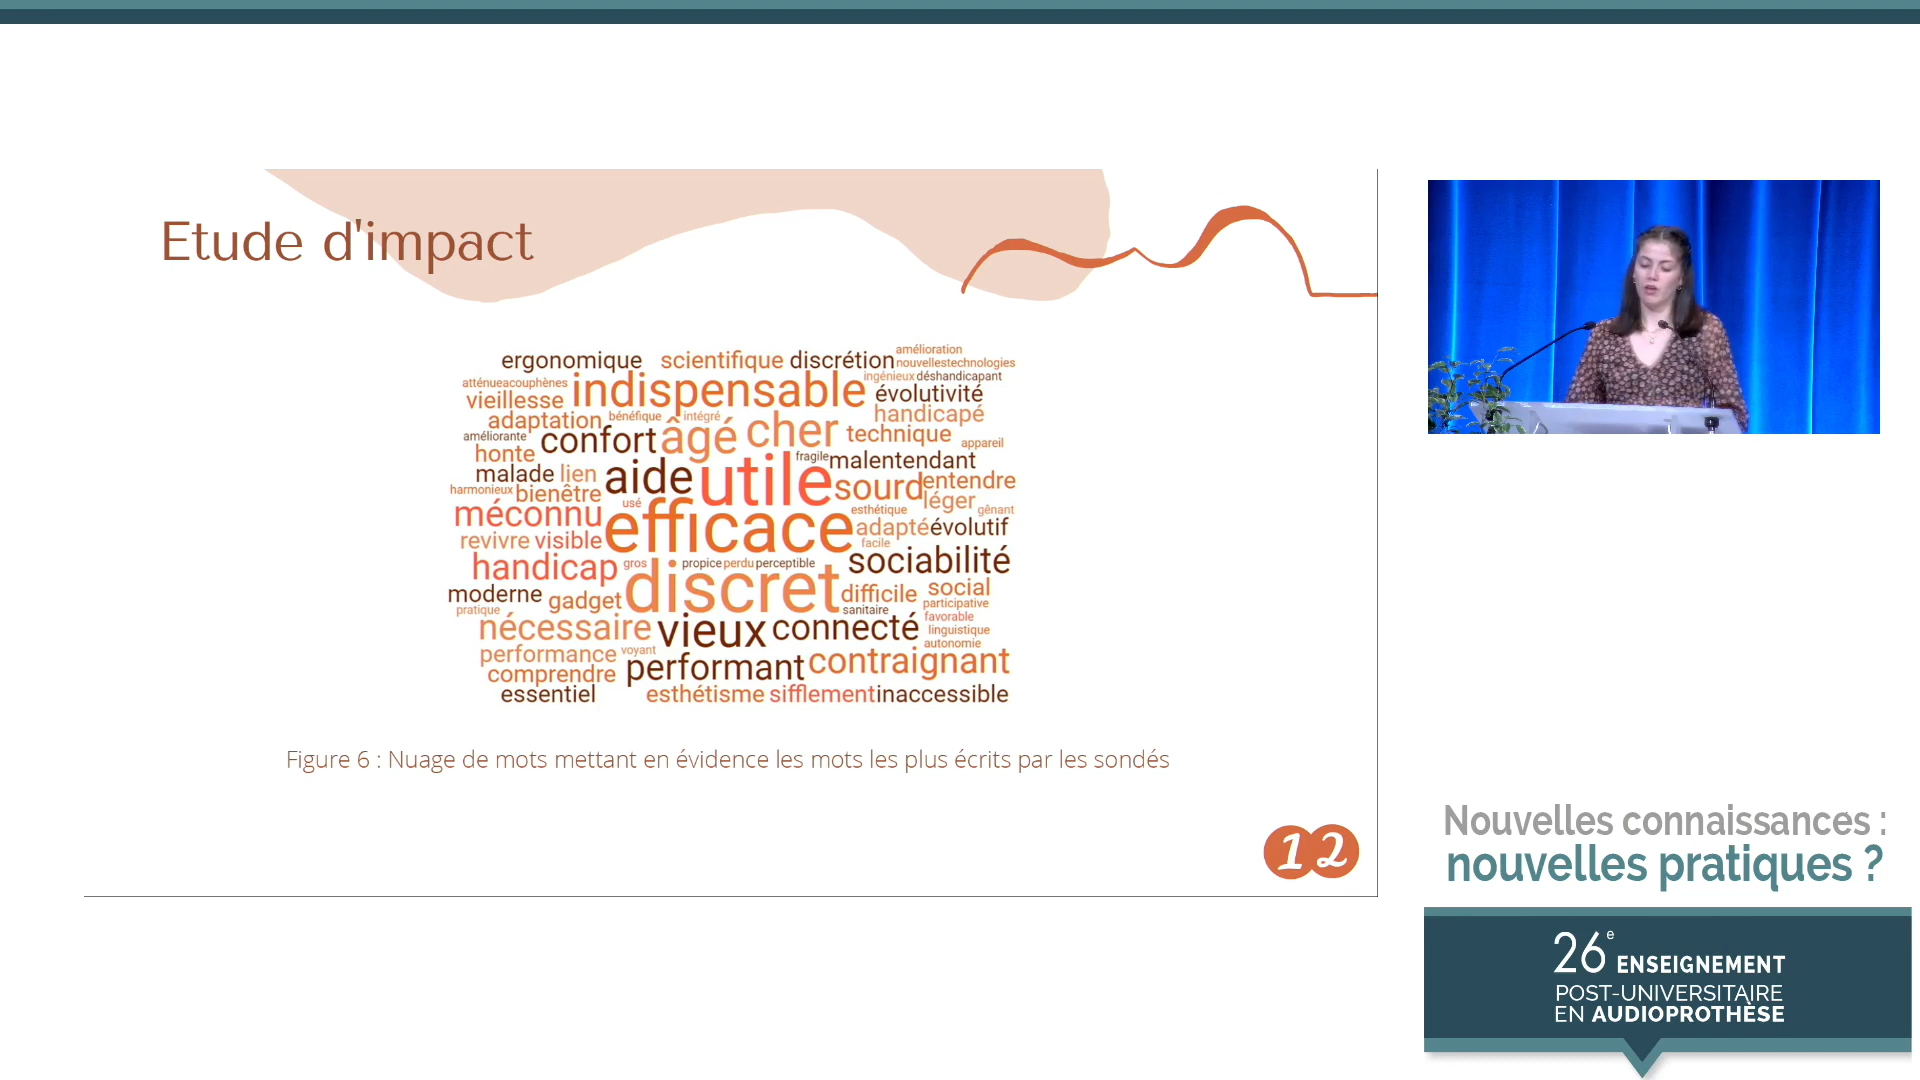 Etude d'impact
ergonomique scientifique discrétion amélioration
nouvellestechnologies
atténueacouphènes indispensable ingénieux déshandicapant
vieillesse évolutivité
adaptation bénéfique intégré handicapé
améliorante confort âgé cher technique appareil
honte fragile malentendant
malade lien aide utile sourd entendre
harmonieux bienêtre usé esthétique léger gênant
méconnu efficace adapté évolutif
revivre visible facile
handicap gros propice perdu perceptible sociabilité
moderne gadget discret difficile social
pratique sanitaire participative
favorable
nécessaire vieux connecté linguistique
autonomie
performance voyant performant contraignant
comprendre
essentiel esthétisme sifflement inaccessible
Figure 6 : Nuage de mots mettant en évidence les mots les plus écrits par les sondés
12
Nouvelles connaissances :
nouvelles pratiques ?
26e ENSEIGNEMENT
POST-UNIVERSITAIRE
EN AUDIOPROTHÈSE